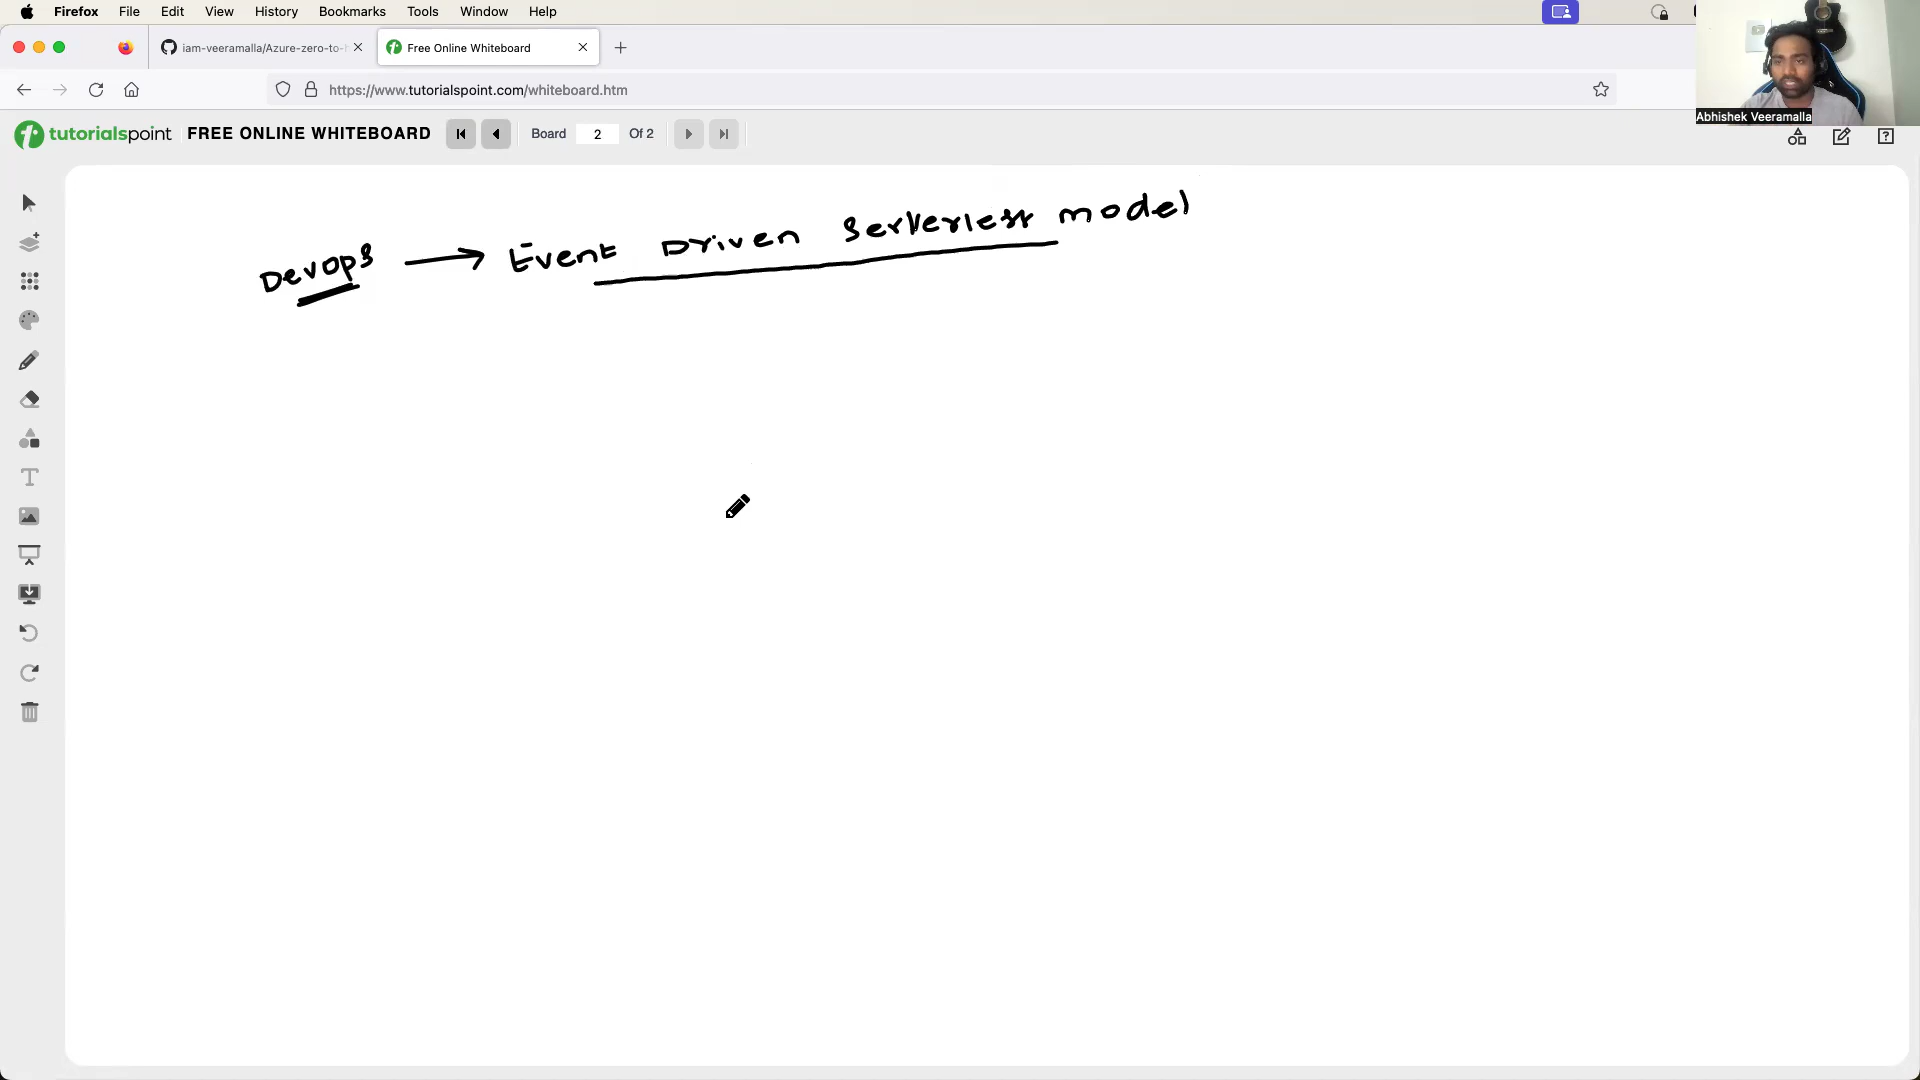 Firefox File Edit View History Bookmarks Tools Window Help
iam-veeramalla/Azure-zero-to-
Free Online Whiteboard
https://www.tutorialspoint.com/whiteboard.htm
Abhishek Veeramalla
tutorialspoint FREE ONLINE WHITEBOARD Board 2 Of 2
Devops → Event Driven Serverless model
T